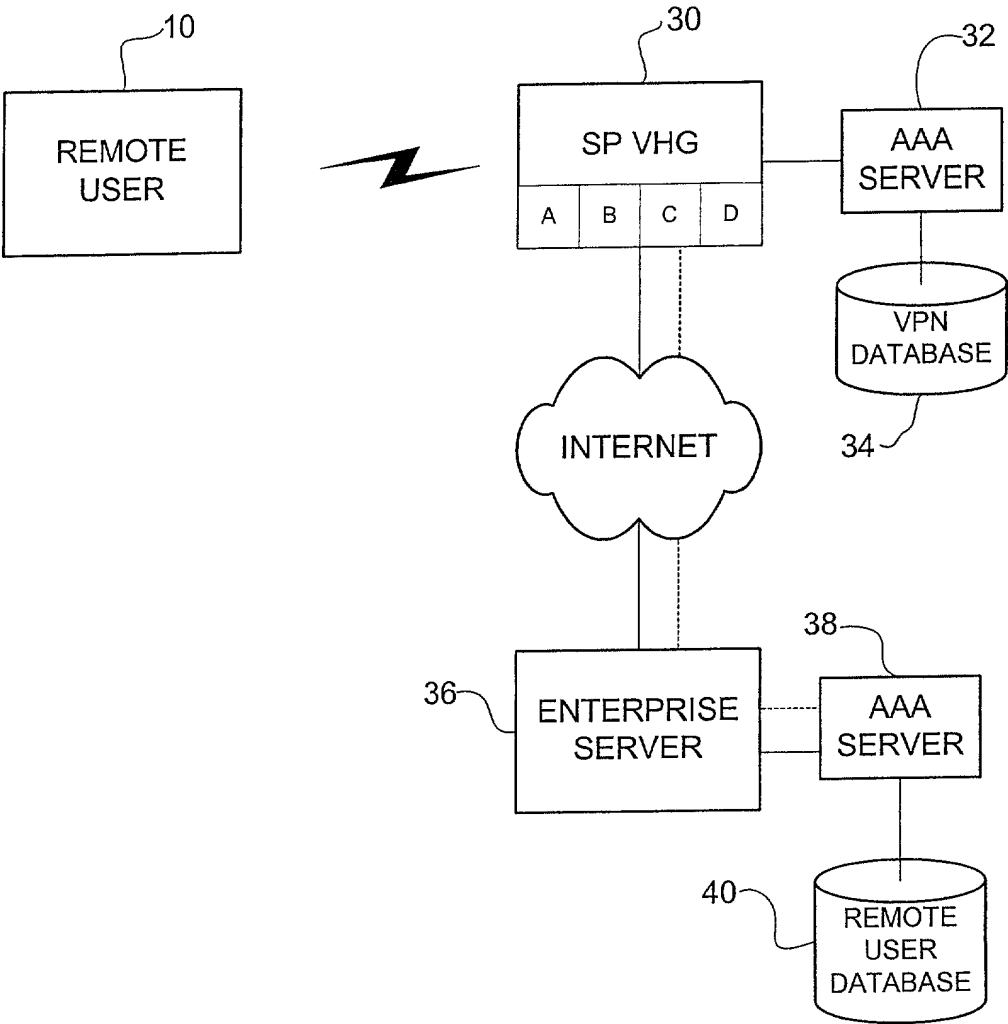 10
30
32
REMOTE
USER
SP VHG
A B C D
AAA
SERVER
VPN
DATABASE
34
INTERNET
36
ENTERPRISE
SERVER
38
AAA
SERVER
40
REMOTE
USER
DATABASE